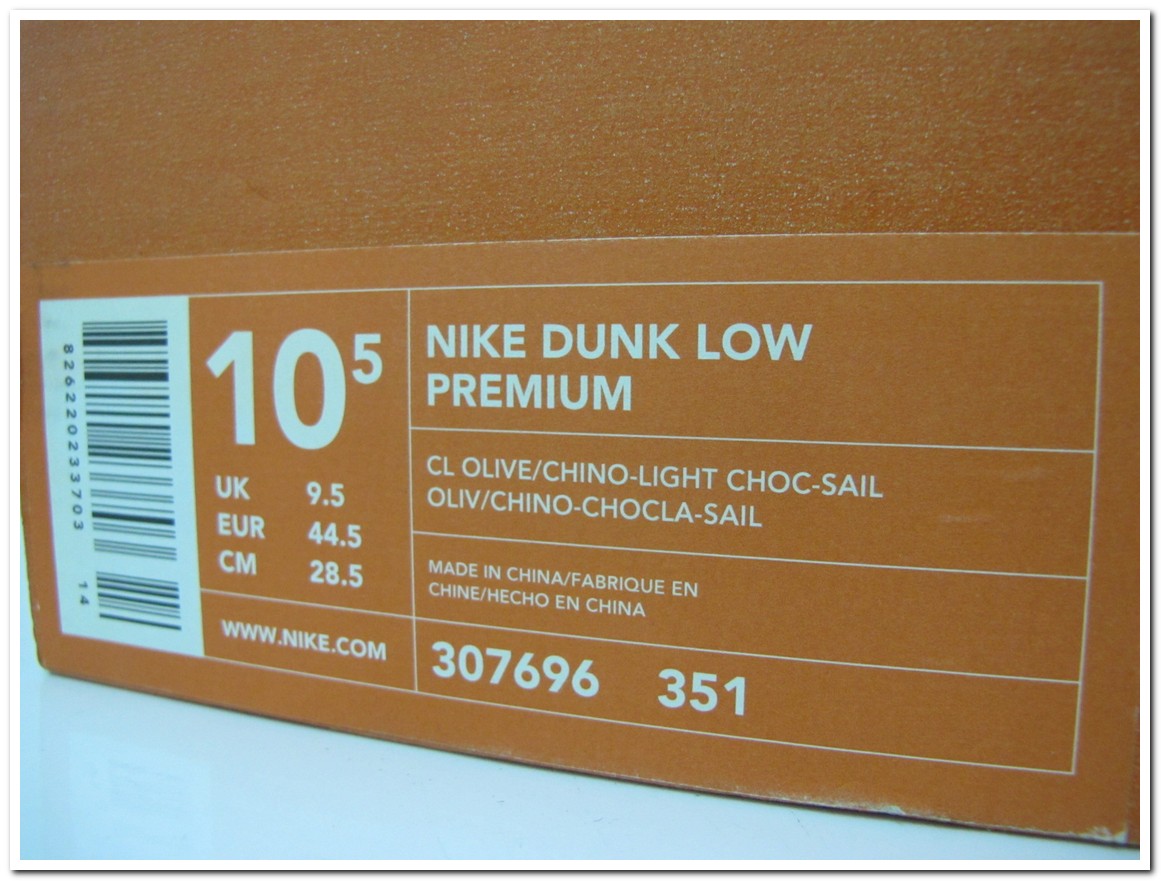 826220233703 14
10 5
UK 9.5
EUR 44.5
CM 28.5
WWW.NIKE.COM
NIKE DUNK LOW
PREMIUM
CL OLIVE/CHINO-LIGHT CHOC-SAIL
OLIV/CHINO-CHOCLA-SAIL
MADE IN CHINA/FABRIQUE EN
CHINE/HECHO EN CHINA
307696 351